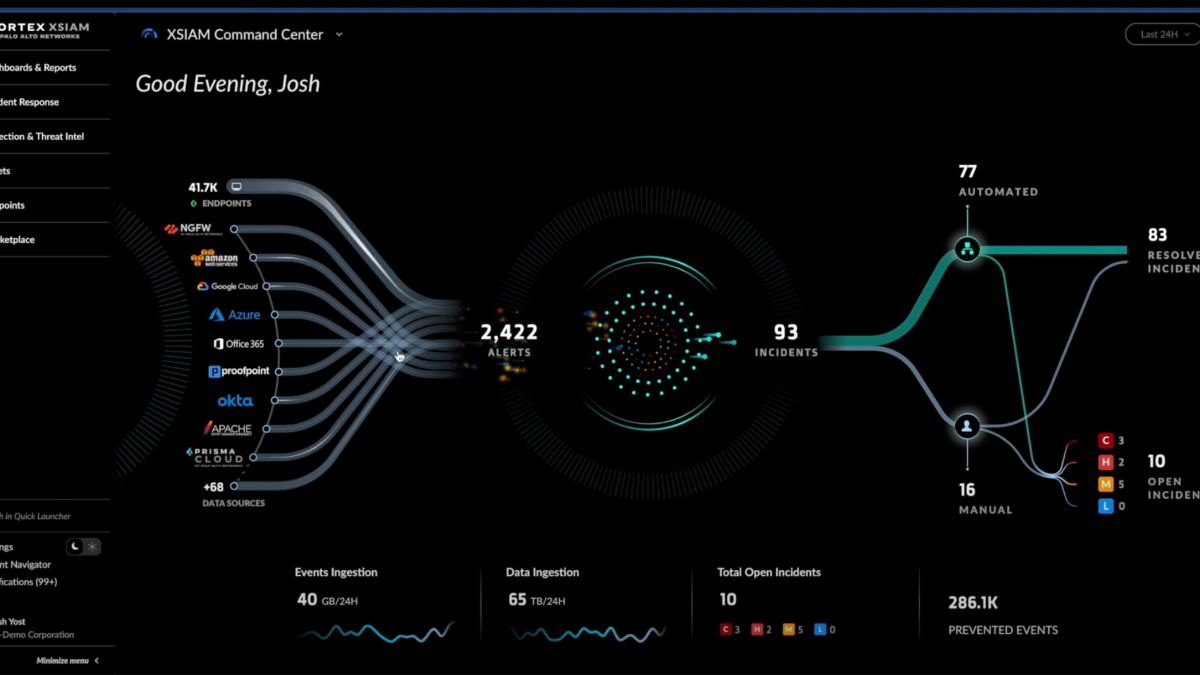 ORTEX XSIAM
PALO ALTO NETWORKS
XSIAM Command Center
Last 24H
Good Evening, Josh
hboards & Reports
dent Response
ection & Threat Intel
ets
points
ketplace
41.7K
ENDPOINTS
NGFW
amazon
web services
Google Cloud
Azure
Office 365
proofpoint
okta
APACHE
PRISMA
CLOUD
+68
DATA SOURCES
2,422
ALERTS
93
INCIDENTS
77
AUTOMATED
83
RESOLVE
INCIDEN
16
MANUAL
C 3
H 2
M 5
L 0
10
OPEN
INCIDEN
h in Quick Launcher
ngs
nt Navigator
fications (99+)
sh Yost
-Demo Corporation
Minimize menu
Events Ingestion
40 GB/24H
Data Ingestion
65 TB/24H
Total Open Incidents
10
C 3 H 2 M 5 L 0
286.1K
PREVENTED EVENTS